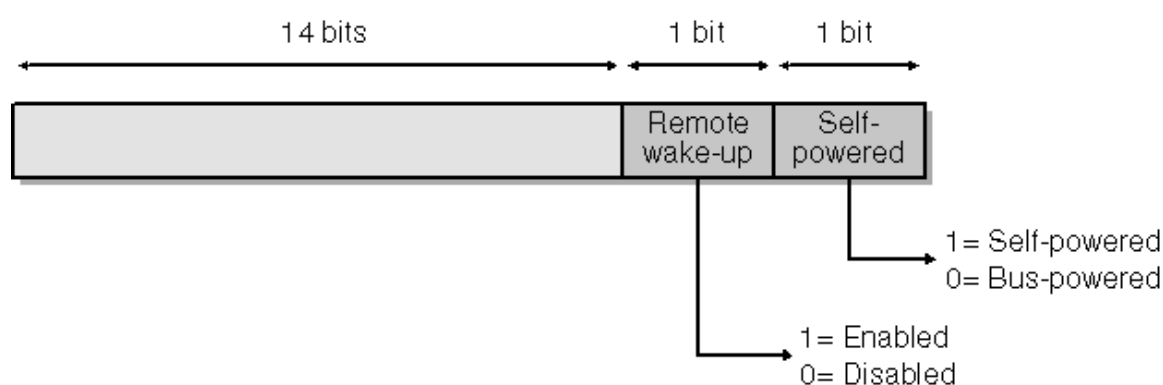 14 bits
1 bit
1 bit
Remote
wake-up
Self-
powered
1= Self-powered
0= Bus-powered
1= Enabled
0= Disabled